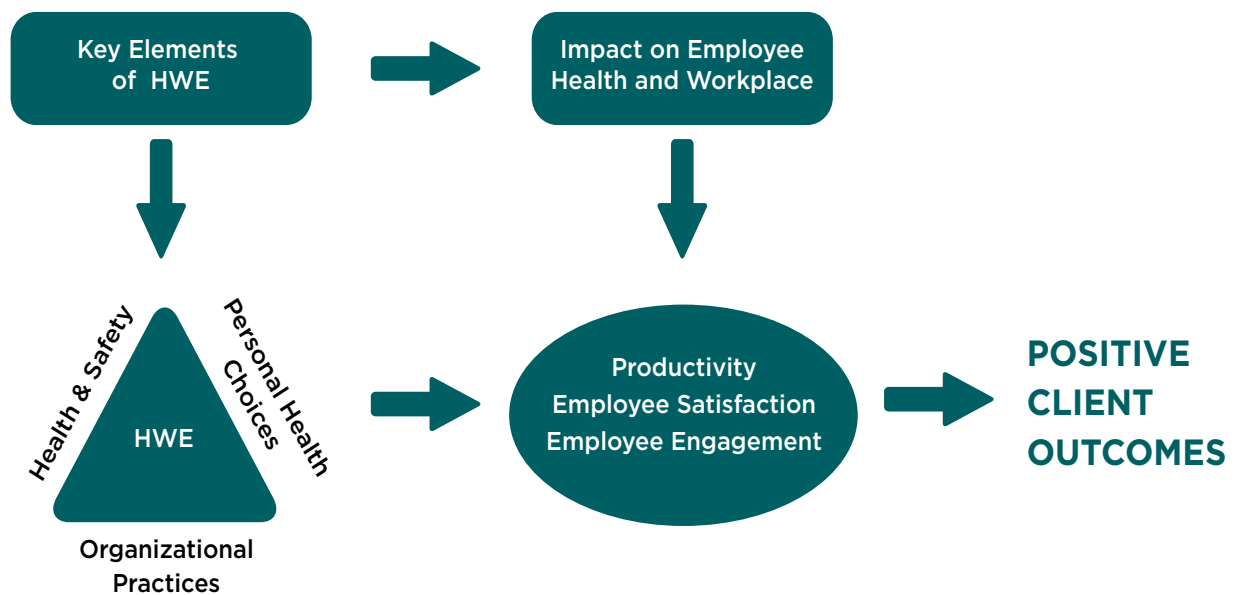 Key Elements
of HWE
Impact on Employee
Health and Workplace
Health & Safety
Personal Health
Choices
HWE
Organizational
Practices
Productivity
Employee Satisfaction
Employee Engagement
POSITIVE
CLIENT
OUTCOMES